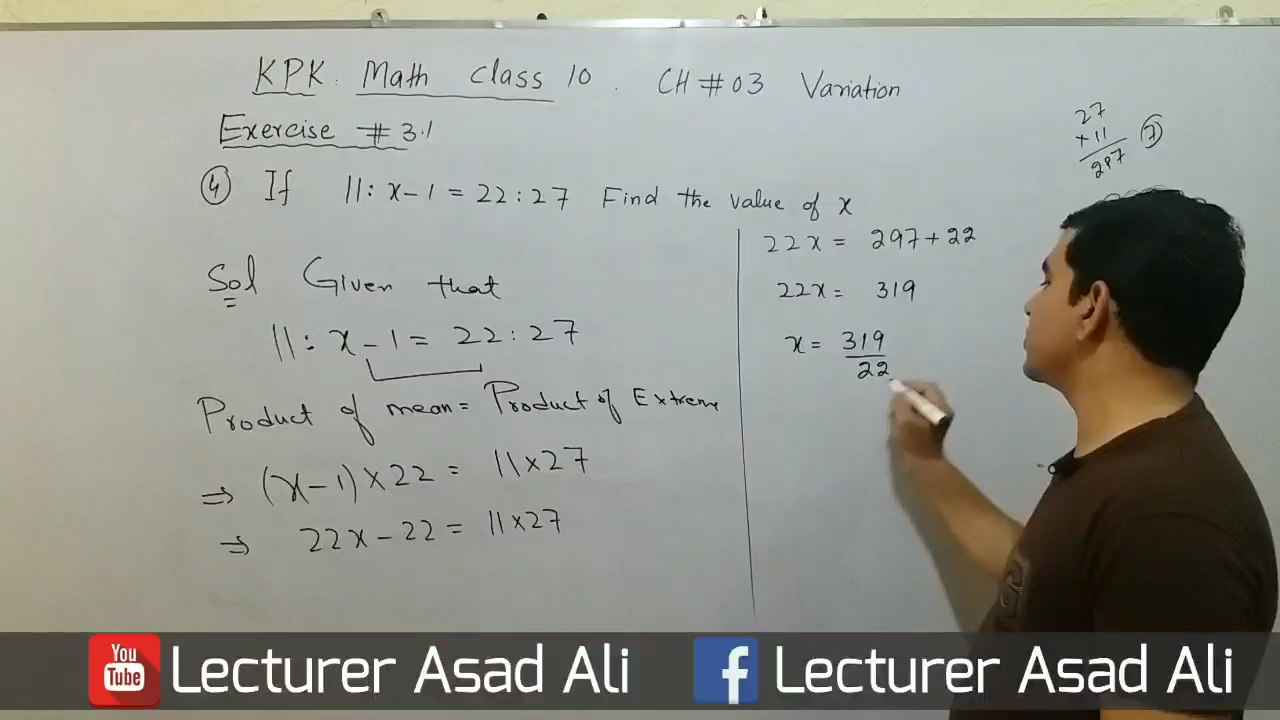 KPK Math Class 10. CH # 03 Variation
Exercise # 3.1
④ If 11 : x - 1 = 22 : 27 Find the value of x
Sol Given that
11 : x - 1 = 22 : 27
Product of mean = Product of Extreme
⇒ (x - 1) × 22 = 11 × 27
⇒ 22x - 22 = 11 × 27
22x = 297 + 22
22x = 319
x = 319
22
27
+ 11
297
⑦
You Tube Lecturer Asad Ali
f Lecturer Asad Ali